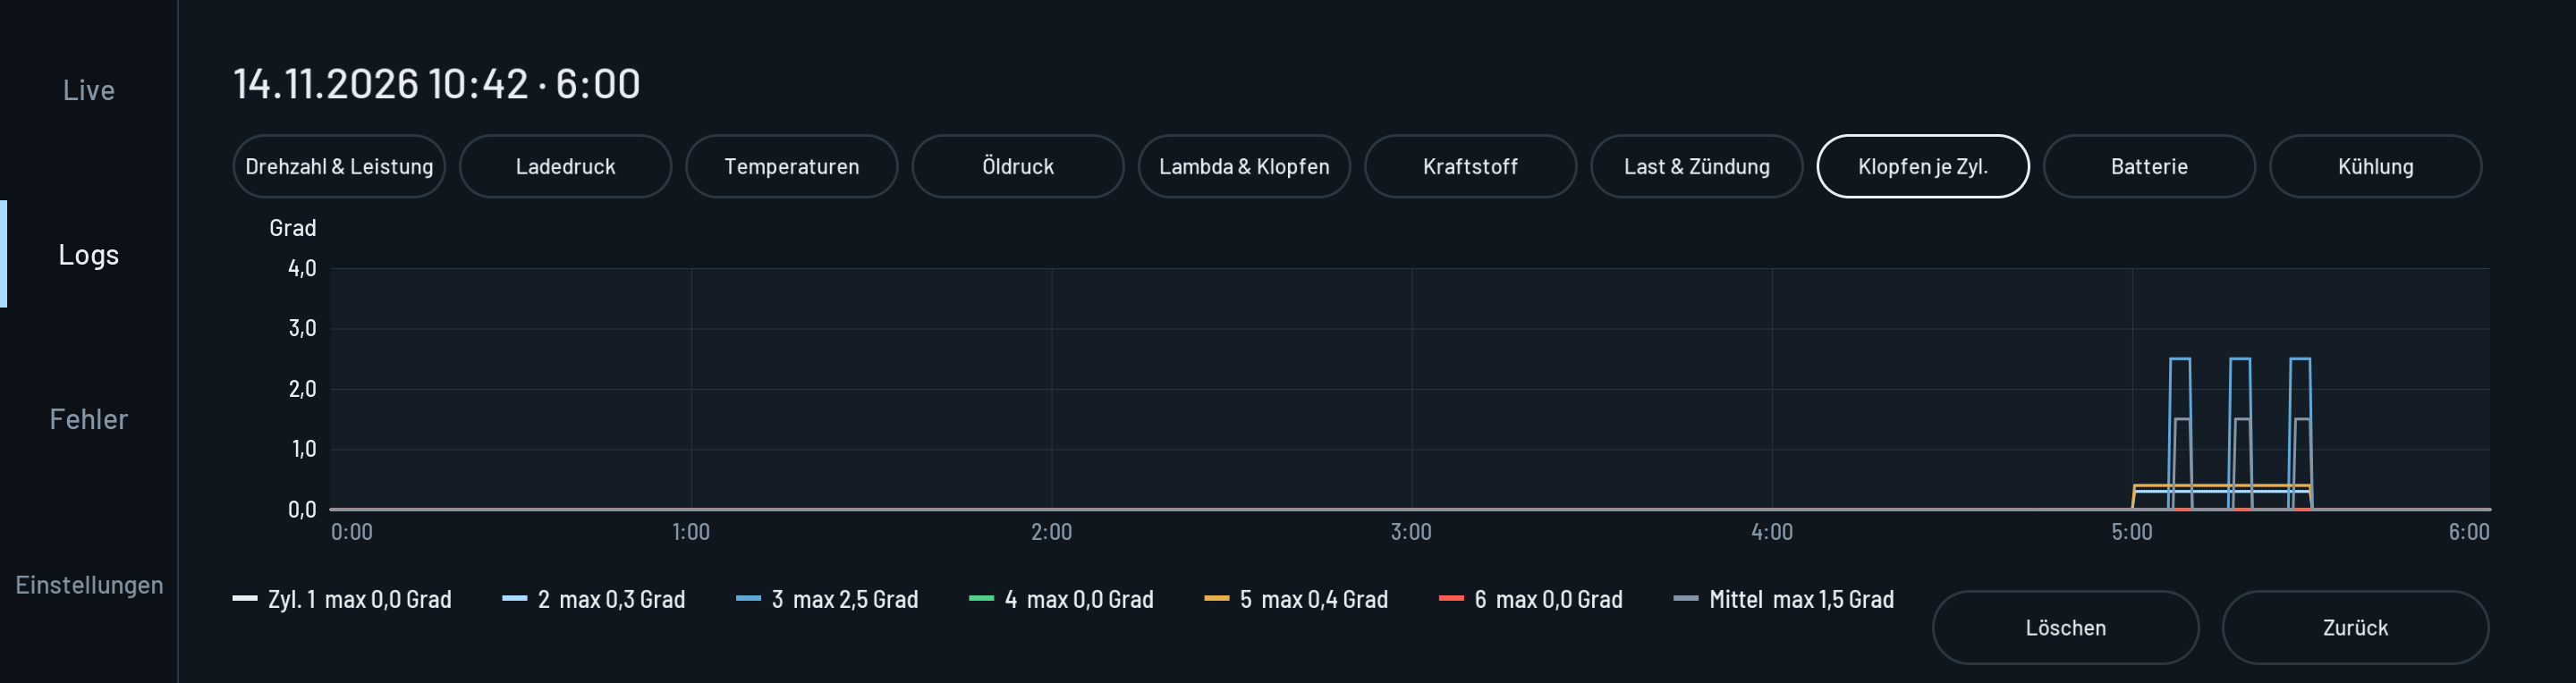 Live
Logs
Fehler
Einstellungen
14.11.2026 10:42 · 6:00
Drehzahl & Leistung
Ladedruck
Temperaturen
Öldruck
Lambda & Klopfen
Kraftstoff
Last & Zündung
Klopfen je Zyl.
Batterie
Kühlung
Grad
4,0
3,0
2,0
1,0
0,0
0:00
1:00
2:00
3:00
4:00
5:00
6:00
Zyl. 1 max 0,0 Grad
2 max 0,3 Grad
3 max 2,5 Grad
4 max 0,0 Grad
5 max 0,4 Grad
6 max 0,0 Grad
Mittel max 1,5 Grad
Löschen
Zurück